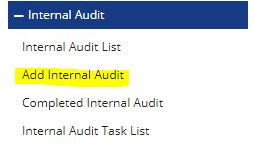 Internal Audit
Internal Audit List
Add Internal Audit
Completed Internal Audit
Internal Audit Task List